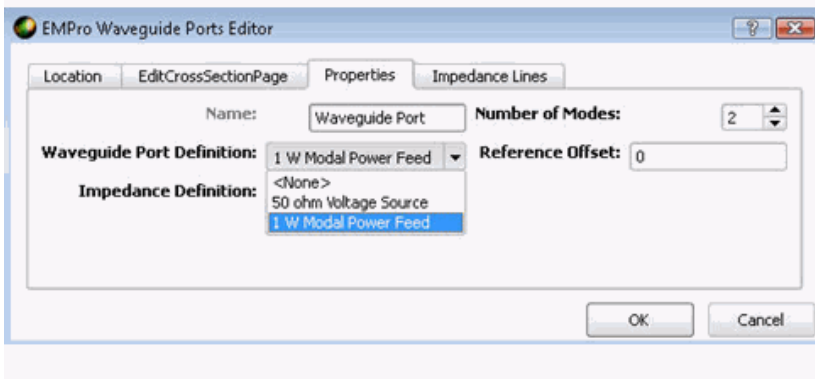 EMPro Waveguide Ports Editor
Location EditCrossSectionPage Properties Impedance Lines
Name: Waveguide Port Number of Modes: 2
Waveguide Port Definition: 1 W Modal Power Feed Reference Offset: 0
Impedance Definition: <None>
50 ohm Voltage Source
1 W Modal Power Feed
OK Cancel